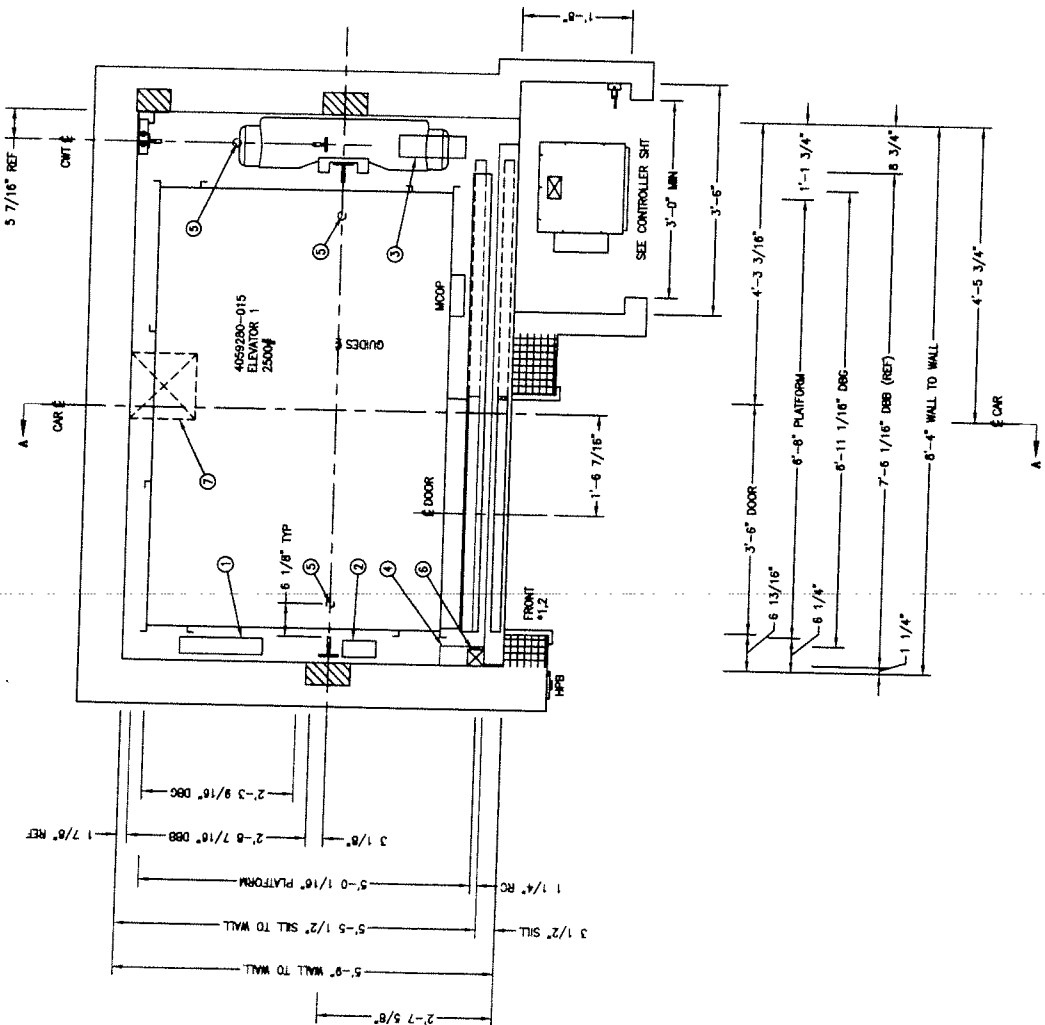 1'-8"
5 7/16" REF
CWT ℄
5
5
3
SEE CONTROLLER SHT
3'-0" MIN
3'-6"
4059280-015
ELEVATOR 1
2500#
GUIDES ℄
MCOP
A
CAR ℄
7
℄ DOOR
1'-6 7/16"
1
6 1/8" TYP
5
2
4
6
FRONT
*1,2
HPB
4'-3 3/16"
1'-1 3/4"
8 3/4"
3'-6" DOOR
6'-8" PLATFORM
6'-11 1/16" DBG
7'-6 1/16" DBB (REF)
8'-4" WALL TO WALL
4'-5 3/4"
℄ CAR
A
6 13/16"
6 1/4"
1 1/4"
2'-3 9/16" DBG
1 7/8" REF
2'-8 7/16" DBB
3 1/8"
5'-0 1/16" PLATFORM
1 1/4" RC
5'-5 1/2" SILL TO WALL
3 1/2" SILL
5'-9" WALL TO WALL
2'-7 5/8"